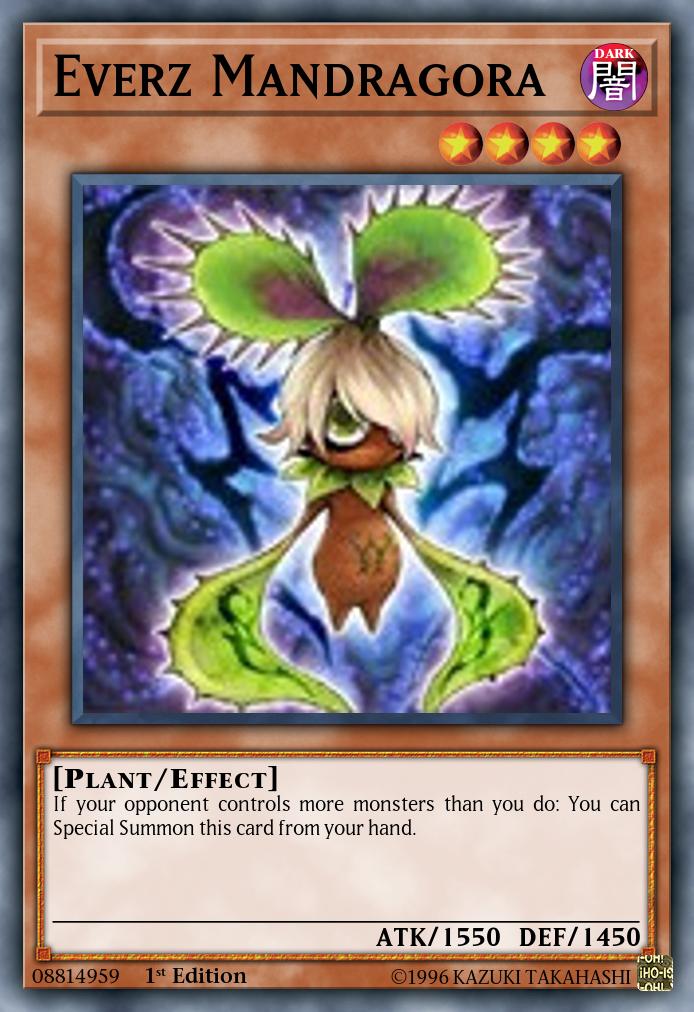 EVERZ MANDRAGORA
DARK
闇
[PLANT/EFFECT]
If your opponent controls more monsters than you do: You can
Special Summon this card from your hand.
ATK/1550 DEF/1450
08814959 1st Edition ©1996 KAZUKI TAKAHASHI